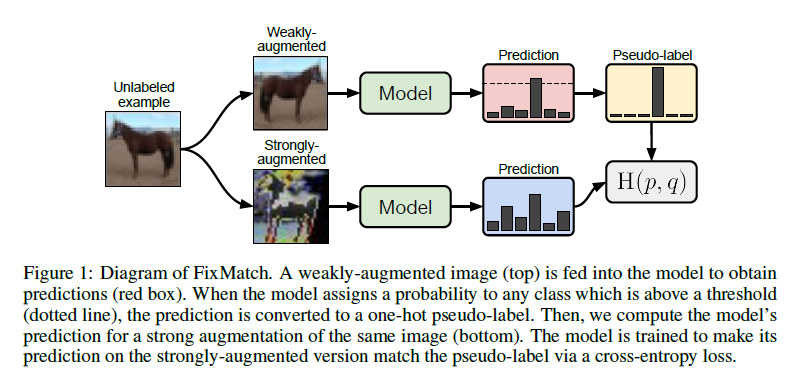 Weakly-
augmented
Prediction
Pseudo-label
Unlabeled
example
Model
Strongly-
augmented
Prediction
H(p, q)
Model
Figure 1: Diagram of FixMatch. A weakly-augmented image (top) is fed into the model to obtain
predictions (red box). When the model assigns a probability to any class which is above a threshold
(dotted line), the prediction is converted to a one-hot pseudo-label. Then, we compute the model’s
prediction for a strong augmentation of the same image (bottom). The model is trained to make its
prediction on the strongly-augmented version match the pseudo-label via a cross-entropy loss.